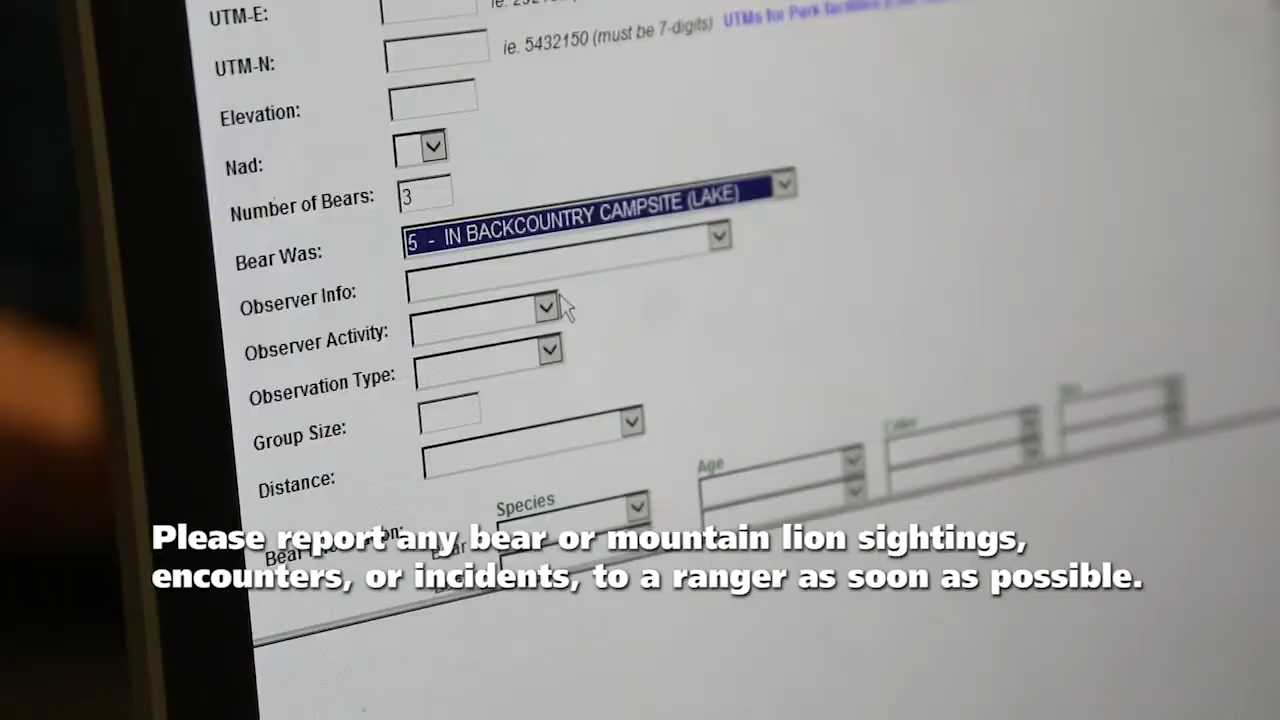 UTM-E:
UTM-N: ie. 5432150 (must be 7-digits) UTMs for Park facilities
Elevation:
Nad:
Number of Bears: 3
Bear Was: 5 - IN BACKCOUNTRY CAMPSITE (LAKE)
Observer Info:
Observer Activity:
Observation Type:
Group Size:
Distance:
Species Age Color
Bear
Please report any bear or mountain lion sightings,
encounters, or incidents, to a ranger as soon as possible.